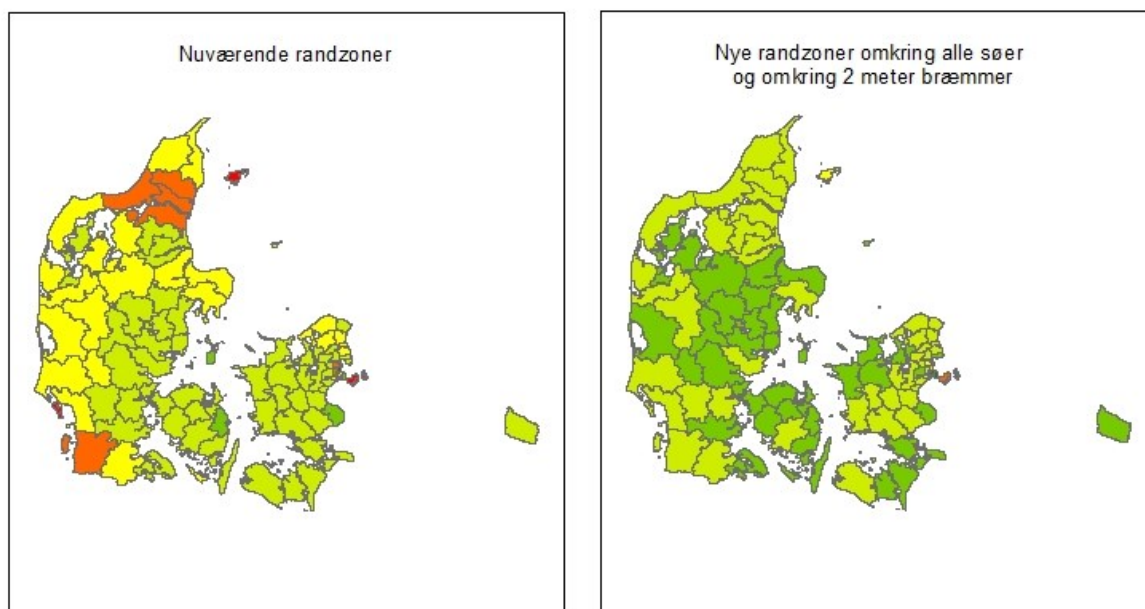 Nuværende randzoner
Nye randzoner omkring alle søer
og omkring 2 meter bræmmer